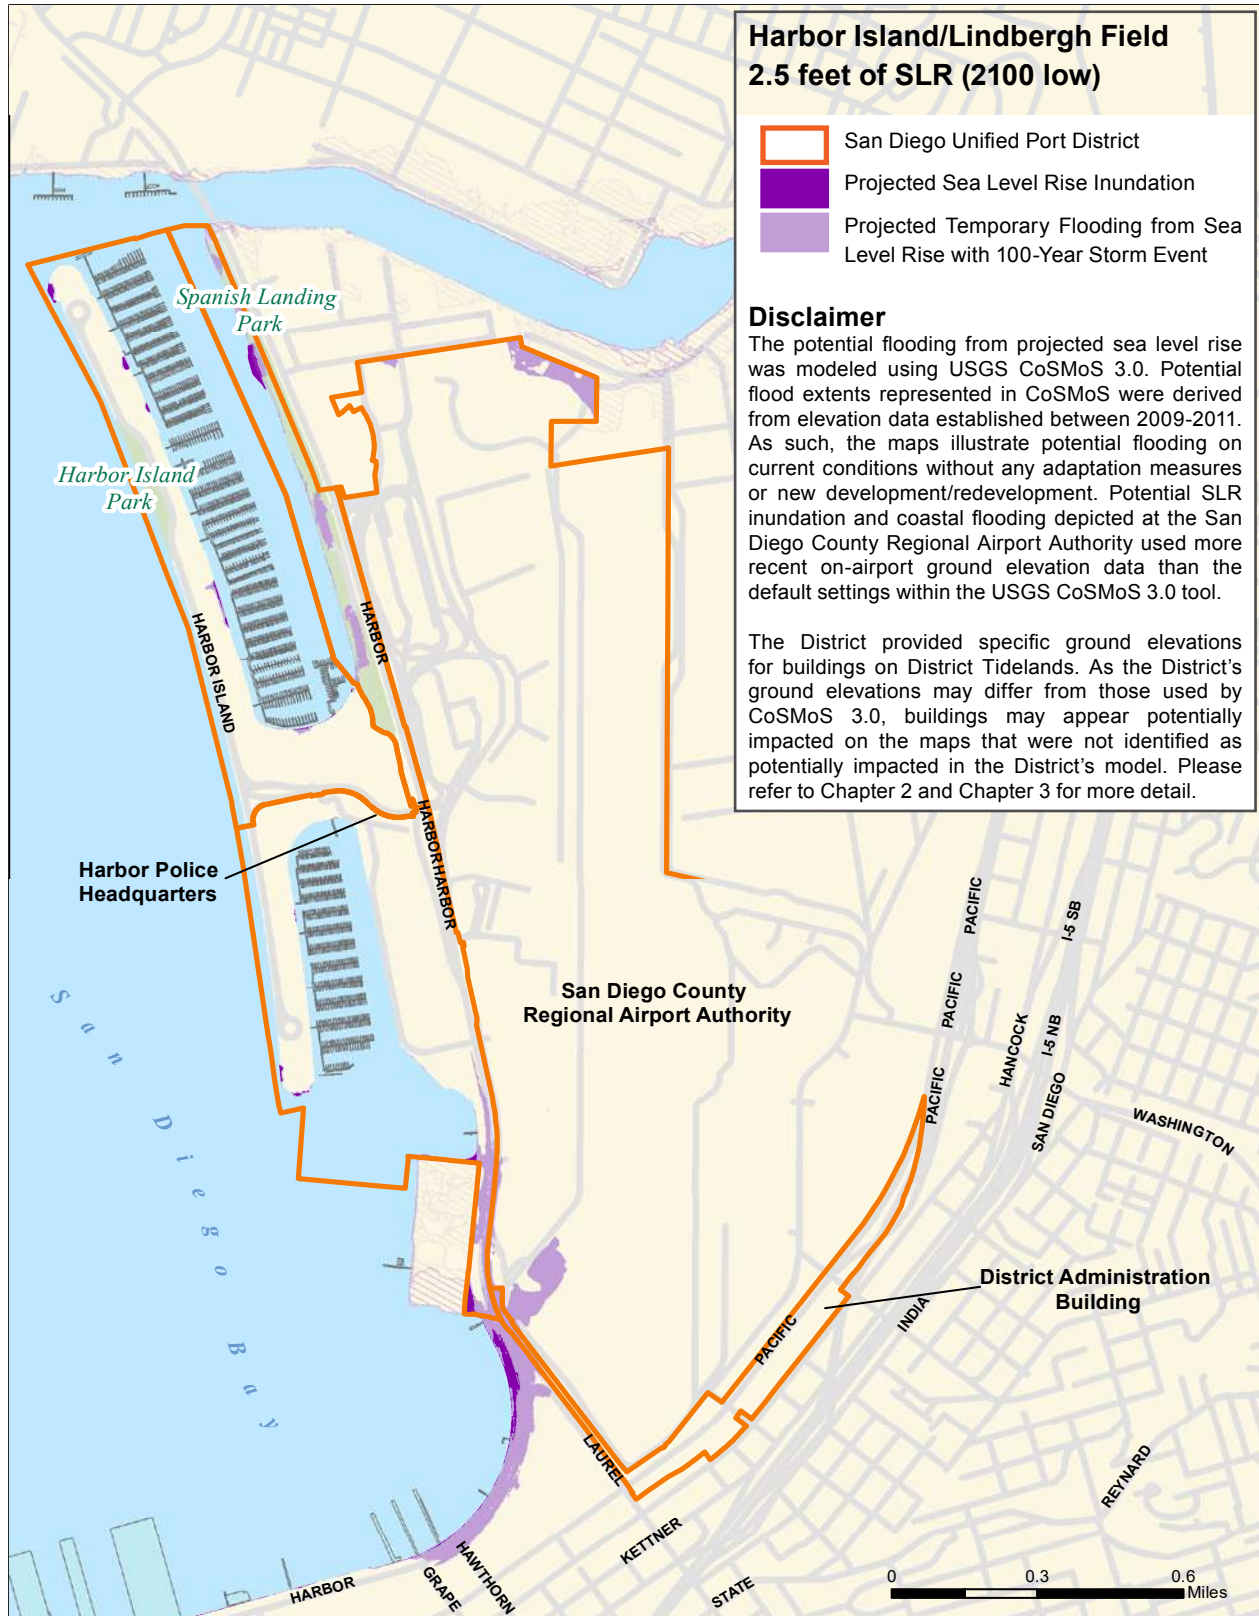 Harbor Island/Lindbergh Field
2.5 feet of SLR (2100 low)
San Diego Unified Port District
Projected Sea Level Rise Inundation
Projected Temporary Flooding from Sea
Level Rise with 100-Year Storm Event
Disclaimer
The potential flooding from projected sea level rise
was modeled using USGS CoSMoS 3.0. Potential
flood extents represented in CoSMoS were derived
from elevation data established between 2009-2011.
As such, the maps illustrate potential flooding on
current conditions without any adaptation measures
or new development/redevelopment. Potential SLR
inundation and coastal flooding depicted at the San
Diego County Regional Airport Authority used more
recent on-airport ground elevation data than the
default settings within the USGS CoSMoS 3.0 tool.
The District provided specific ground elevations
for buildings on District Tidelands. As the District's
ground elevations may differ from those used by
CoSMoS 3.0, buildings may appear potentially
impacted on the maps that were not identified as
potentially impacted in the District's model. Please
refer to Chapter 2 and Chapter 3 for more detail.
Spanish Landing
Park
Harbor Island
Park
HARBOR ISLAND
HARBOR
HARBOR
HARBOR
Harbor Police
Headquarters
San Diego County
Regional Airport Authority
San Diego Bay
PACIFIC
PACIFIC
PACIFIC
I-5 SB
I-5 NB
HANCOCK
SAN DIEGO
WASHINGTON
District Administration
Building
INDIA
PACIFIC
LAUREL
KETTNER
STATE
REYNARD
HAWTHORN
GRAPE
HARBOR
0 0.3 0.6
Miles